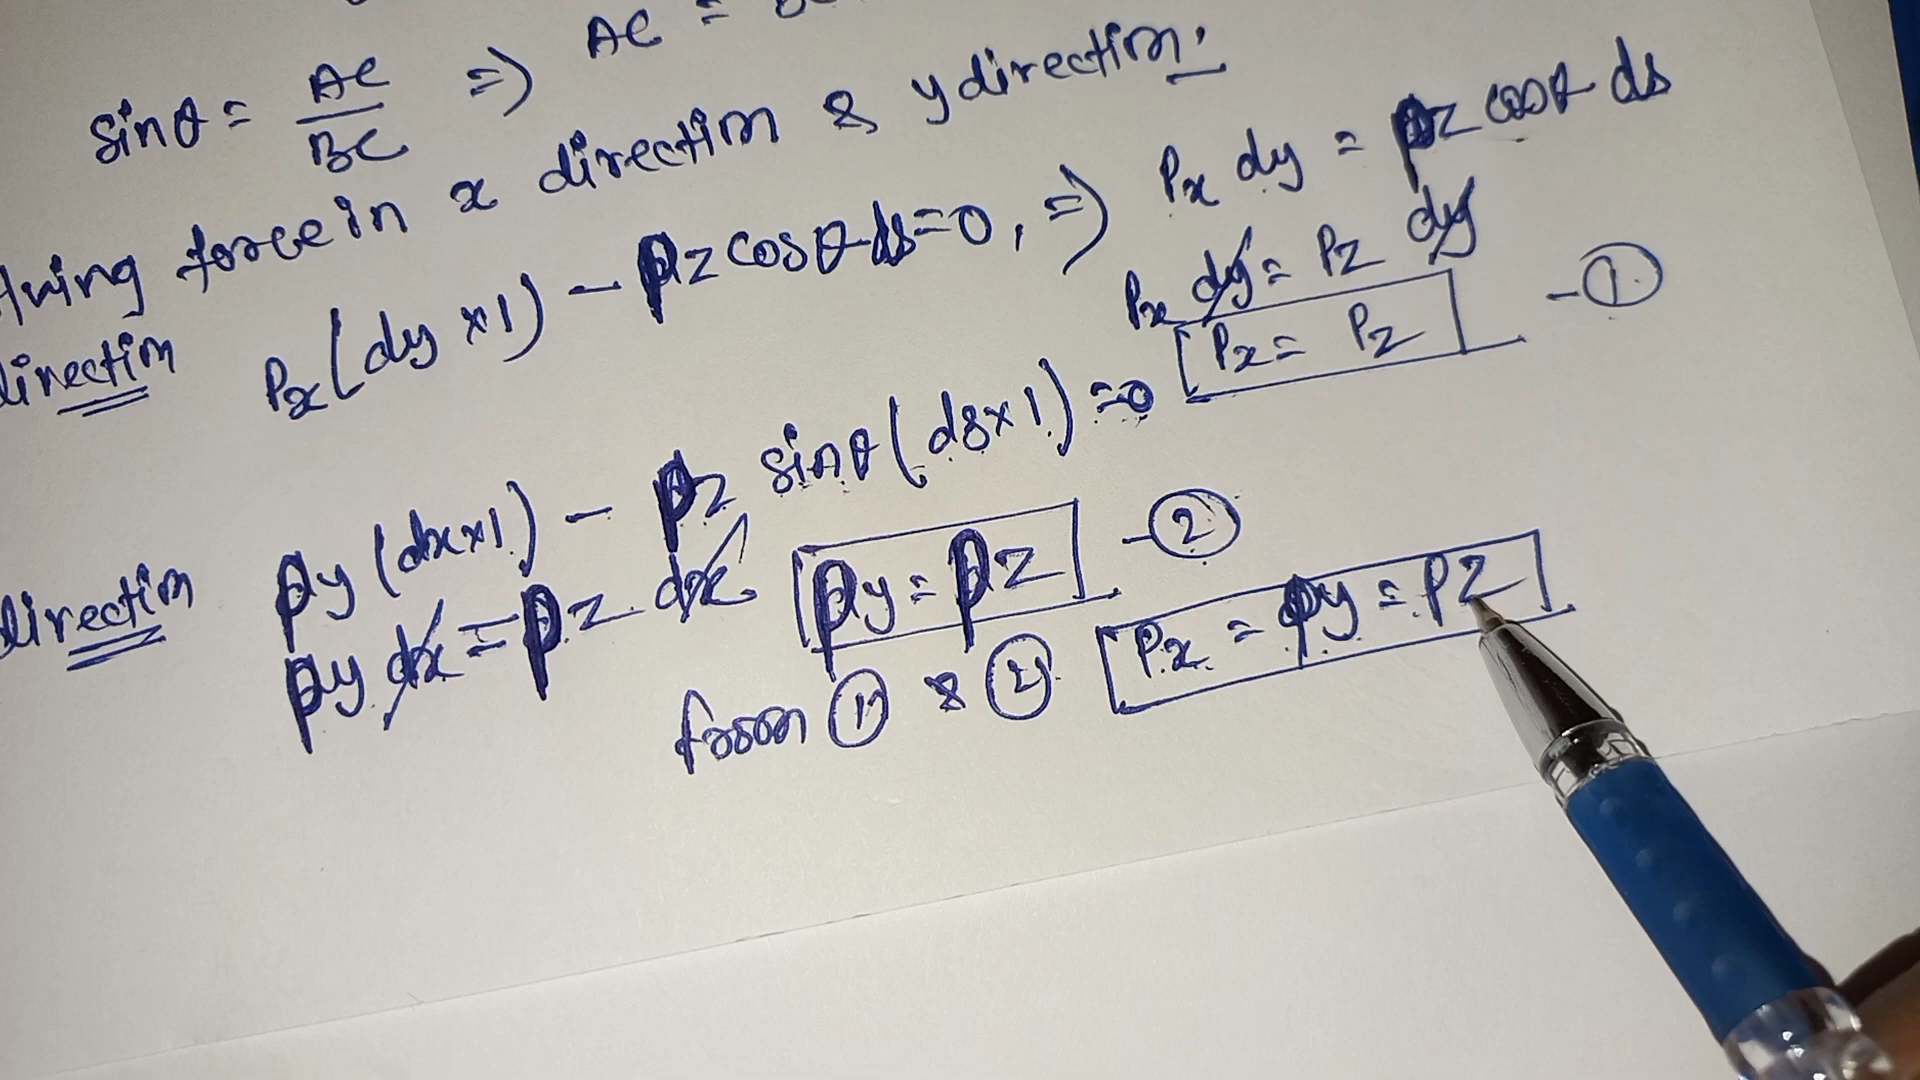 sinθ = AC/BC ⇒ AC =
force in x direction & y direction:
Px (dy×1) − Pz cosθ ds = 0, ⇒ Px dy = Pz cosθ ds
Px dy = Pz dy
Px = Pz − ①
direction Py (dx×1) − Pz sinθ (ds×1) = 0
Py dx = Pz dx Py = Pz − ②
from ① & ② Px = Py = Pz